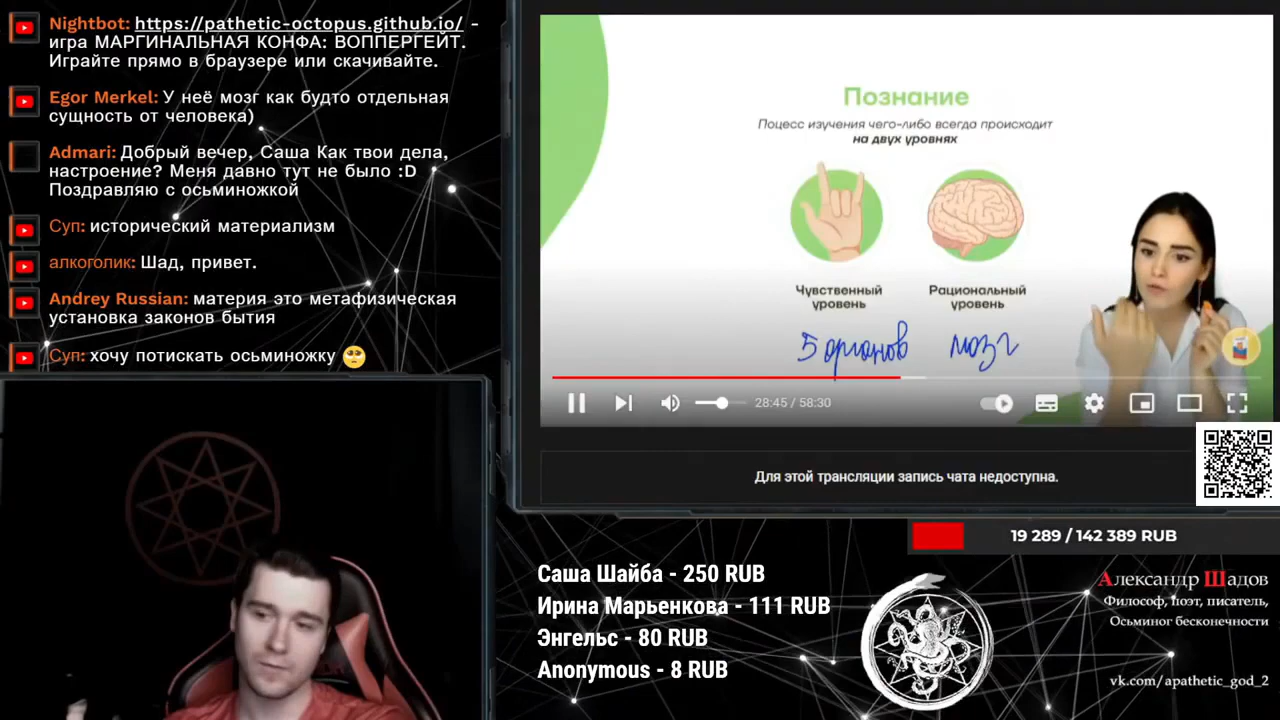 Nightbot: https://pathetic-octopus.github.io/ -
игра МАРГИНАЛЬНАЯ КОНФА: ВОППЕРГЕЙТ.
Играйте прямо в браузере или скачивайте.
Egor Merkel: У неё мозг как будто отдельная
сущность от человека)
Admari: Добрый вечер, Саша Как твои дела,
настроение? Меня давно тут не было :D
Поздравляю с осьминожкой
Суп: исторический материализм
алкоголик: Шад, привет.
Andrey Russian: материя это метафизическая
установка законов бытия
Суп: хочу потискать осьминожку 🥺
Познание
Поцесс изучения чего-либо всегда происходит
на двух уровнях
Чувственный
уровень
Рациональный
уровень
5 органов
мозг
28:45 / 58:30
Для этой трансляции запись чата недоступна.
19 289 / 142 389 RUB
Саша Шайба - 250 RUB
Ирина Марьенкова - 111 RUB
Энгельс - 80 RUB
Anonymous - 8 RUB
Александр Шадов
Философ, поэт, писатель,
Осьминог бесконечности
vk.com/apathetic_god_2